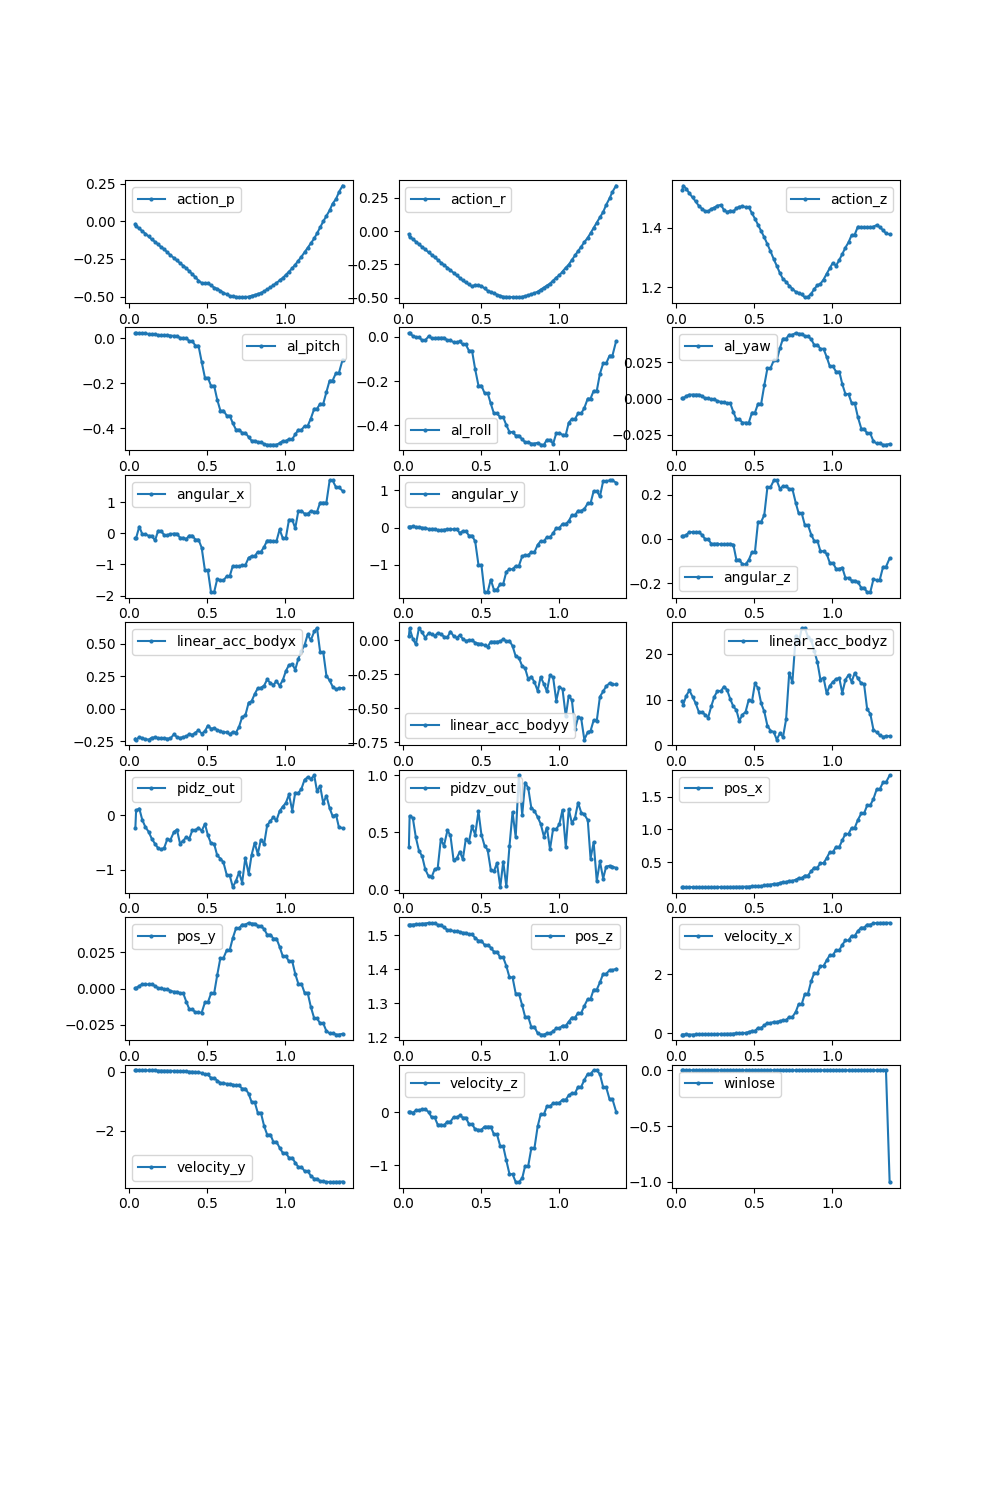 action_p
0.25
0.00
−0.25
−0.50
0.0 0.5 1.0
action_r
0.25
0.00
−0.25
−0.50
0.0 0.5 1.0
action_z
1.4
1.2
0.0 0.5 1.0
al_pitch
0.0
−0.2
−0.4
0.0 0.5 1.0
al_roll
0.0
−0.2
−0.4
0.0 0.5 1.0
al_yaw
0.025
0.000
−0.025
0.0 0.5 1.0
angular_x
1
0
−1
−2
0.0 0.5 1.0
angular_y
1
0
−1
0.0 0.5 1.0
angular_z
0.2
0.0
−0.2
0.0 0.5 1.0
linear_acc_bodyx
0.50
0.25
0.00
−0.25
0.0 0.5 1.0
linear_acc_bodyy
0.00
−0.25
−0.50
−0.75
0.0 0.5 1.0
linear_acc_bodyz
20
10
0
0.0 0.5 1.0
pidz_out
0
−1
0.0 0.5 1.0
pidzv_out
1.0
0.5
0.0
0.0 0.5 1.0
pos_x
1.5
1.0
0.5
0.0 0.5 1.0
pos_y
0.025
0.000
−0.025
0.0 0.5 1.0
pos_z
1.5
1.4
1.3
1.2
0.0 0.5 1.0
velocity_x
2
0
0.0 0.5 1.0
velocity_y
0
−2
0.0 0.5 1.0
velocity_z
0
−1
0.0 0.5 1.0
winlose
0.0
−0.5
−1.0
0.0 0.5 1.0